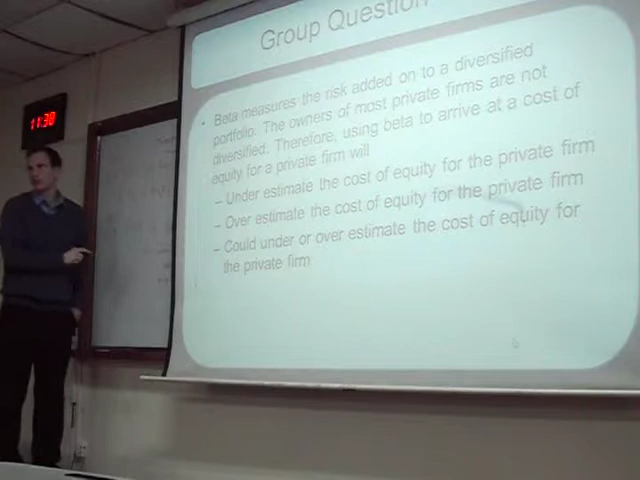 Group Question
11:30
• Beta measures the risk added on to a diversified
portfolio. The owners of most private firms are not
diversified. Therefore, using beta to arrive at a cost of
equity for a private firm will
– Under estimate the cost of equity for the private firm
– Over estimate the cost of equity for the private firm
– Could under or over estimate the cost of equity for
the private firm